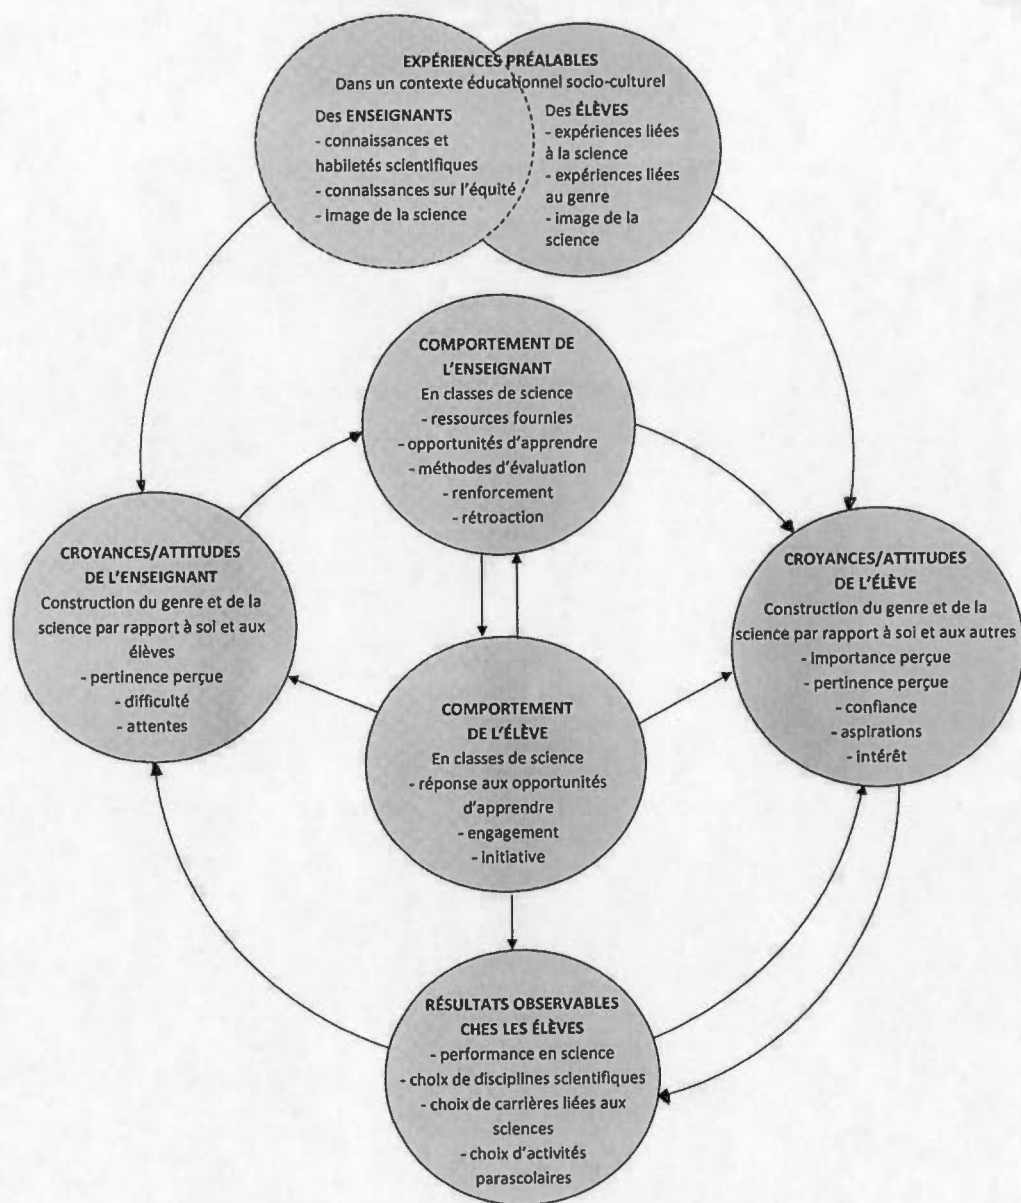 EXPÉRIENCES PRÉALABLES
Dans un contexte éducationnel socio-culturel
Des ENSEIGNANTS
- connaissances et
habiletés scientifiques
- connaissances sur l'équité
- image de la science
Des ÉLÈVES
- expériences liées
à la science
- expériences liées
au genre
- image de la
science
COMPORTEMENT DE
L'ENSEIGNANT
En classes de science
- ressources fournies
- opportunités d'apprendre
- méthodes d'évaluation
- renforcement
- rétroaction
CROYANCES/ATTITUDES
DE L'ENSEIGNANT
Construction du genre et de la
science par rapport à soi et aux
élèves
- pertinence perçue
- difficulté
- attentes
CROYANCES/ATTITUDES
DE L'ÉLÈVE
Construction du genre et de la
science par rapport à soi et aux autres
- importance perçue
- pertinence perçue
- confiance
- aspirations
- intérêt
COMPORTEMENT
DE L'ÉLÈVE
En classes de science
- réponse aux opportunités
d'apprendre
- engagement
- initiative
RÉSULTATS OBSERVABLES
CHES LES ÉLÈVES
- performance en science
- choix de disciplines scientifiques
- choix de carrières liées aux
sciences
- choix d'activités
parascolaires